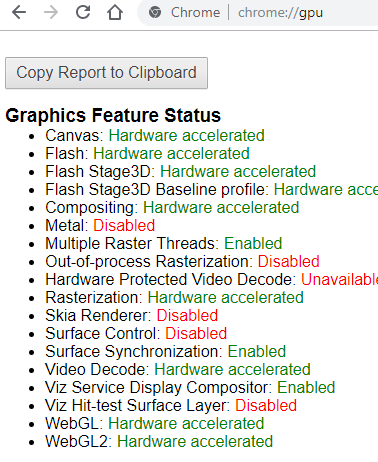 Chrome | chrome://gpu
Copy Report to Clipboard
Graphics Feature Status
Canvas: Hardware accelerated
Flash: Hardware accelerated
Flash Stage3D: Hardware accelerated
Flash Stage3D Baseline profile: Hardware acce
Compositing: Hardware accelerated
Metal: Disabled
Multiple Raster Threads: Enabled
Out-of-process Rasterization: Disabled
Hardware Protected Video Decode: Unavailable
Rasterization: Hardware accelerated
Skia Renderer: Disabled
Surface Control: Disabled
Surface Synchronization: Enabled
Video Decode: Hardware accelerated
Viz Service Display Compositor: Enabled
Viz Hit-test Surface Layer: Disabled
WebGL: Hardware accelerated
WebGL2: Hardware accelerated